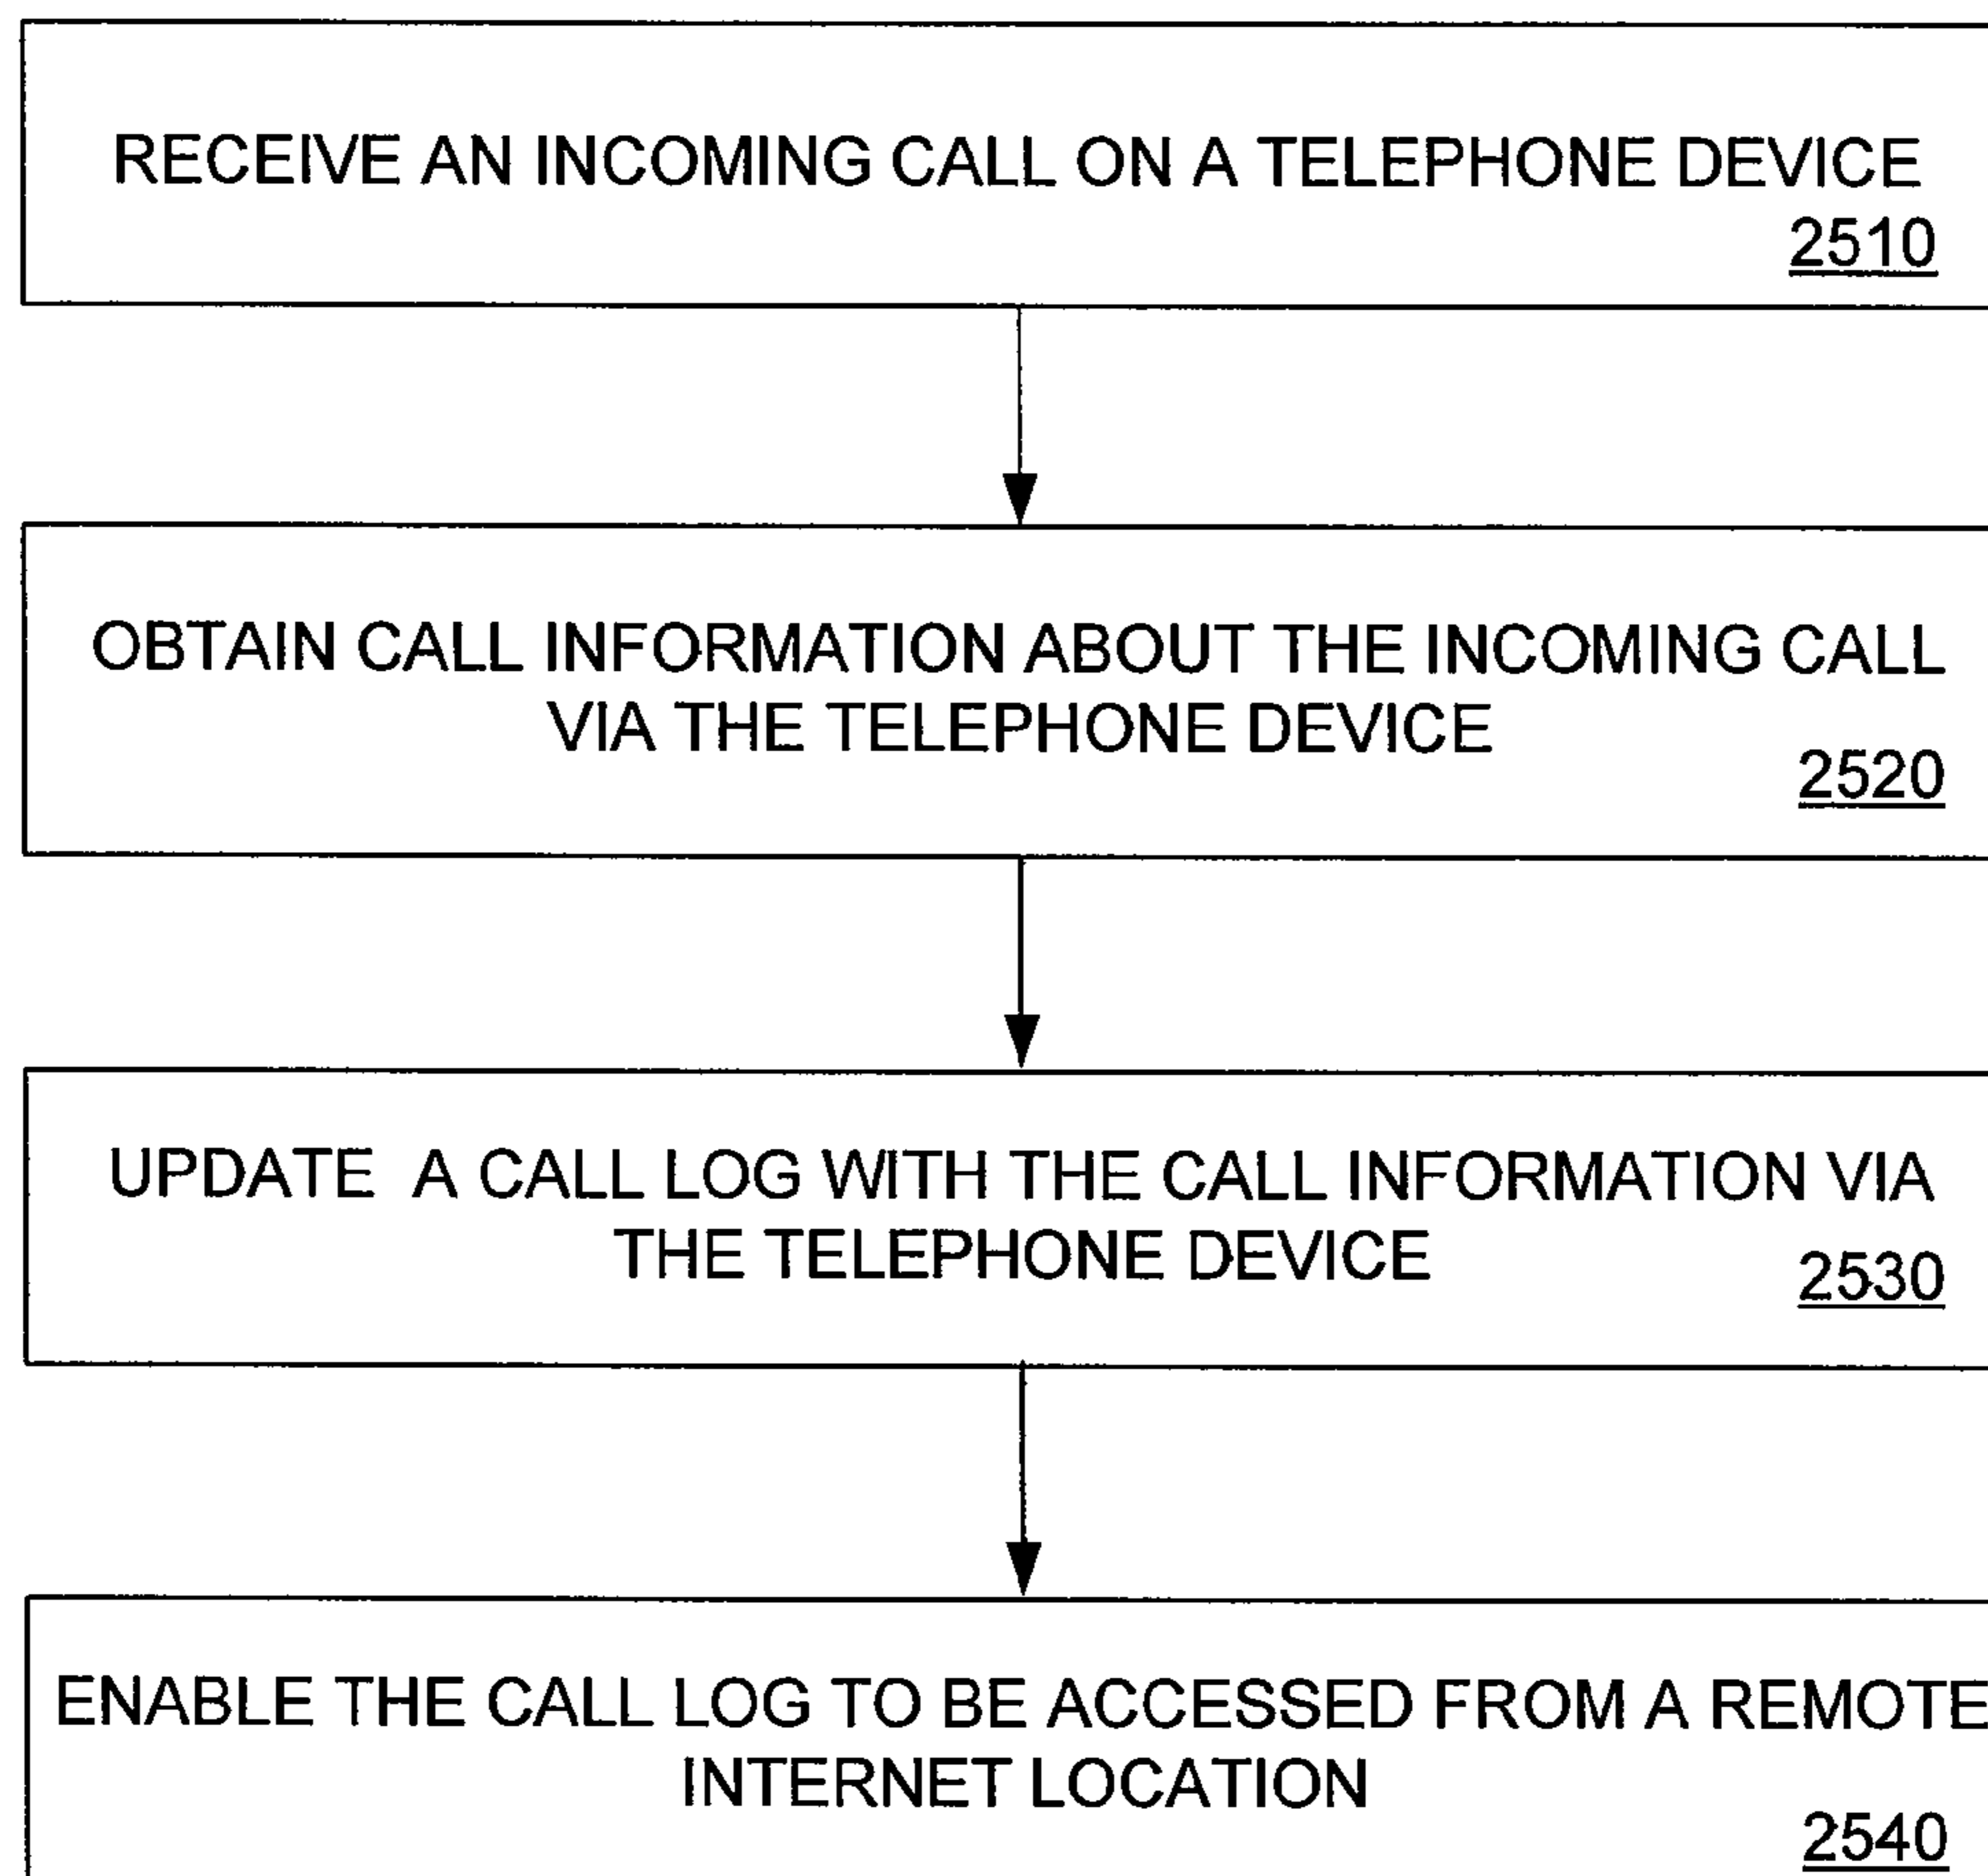 RECEIVE AN INCOMING CALL ON A TELEPHONE DEVICE
2510
OBTAIN CALL INFORMATION ABOUT THE INCOMING CALL
VIA THE TELEPHONE DEVICE
2520
UPDATE A CALL LOG WITH THE CALL INFORMATION VIA
THE TELEPHONE DEVICE
2530
ENABLE THE CALL LOG TO BE ACCESSED FROM A REMOTE
INTERNET LOCATION
2540